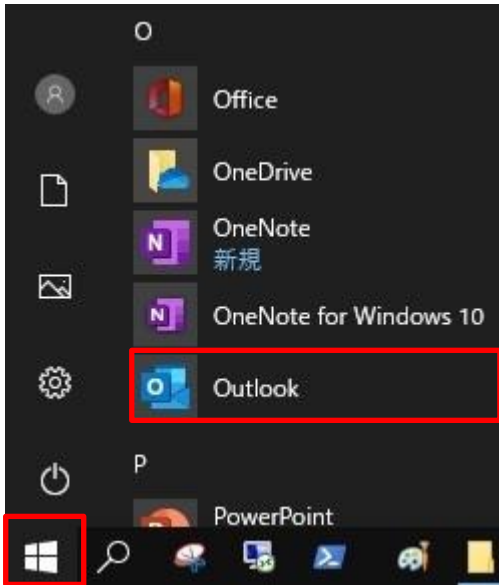 O
Office
OneDrive
OneNote
新規
OneNote for Windows 10
Outlook
P
PowerPoint